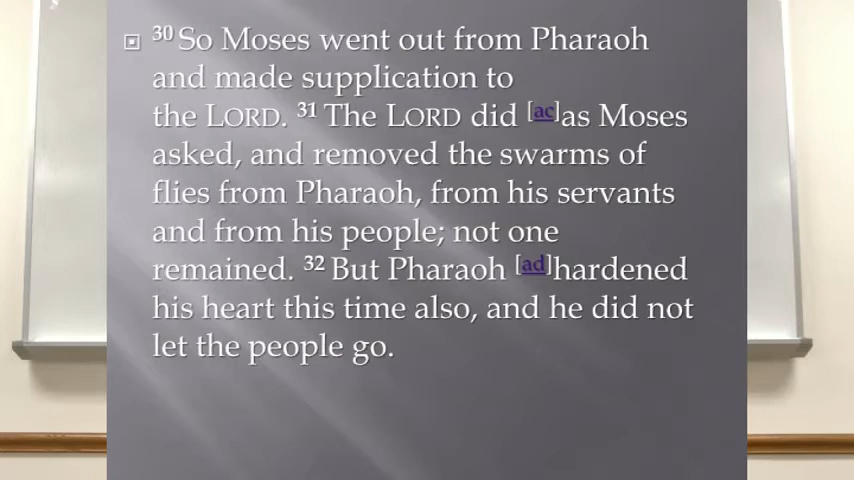 30 So Moses went out from Pharaoh
and made supplication to
the LORD. 31 The LORD did [ac]as Moses
asked, and removed the swarms of
flies from Pharaoh, from his servants
and from his people; not one
remained. 32 But Pharaoh [ad]hardened
his heart this time also, and he did not
let the people go.